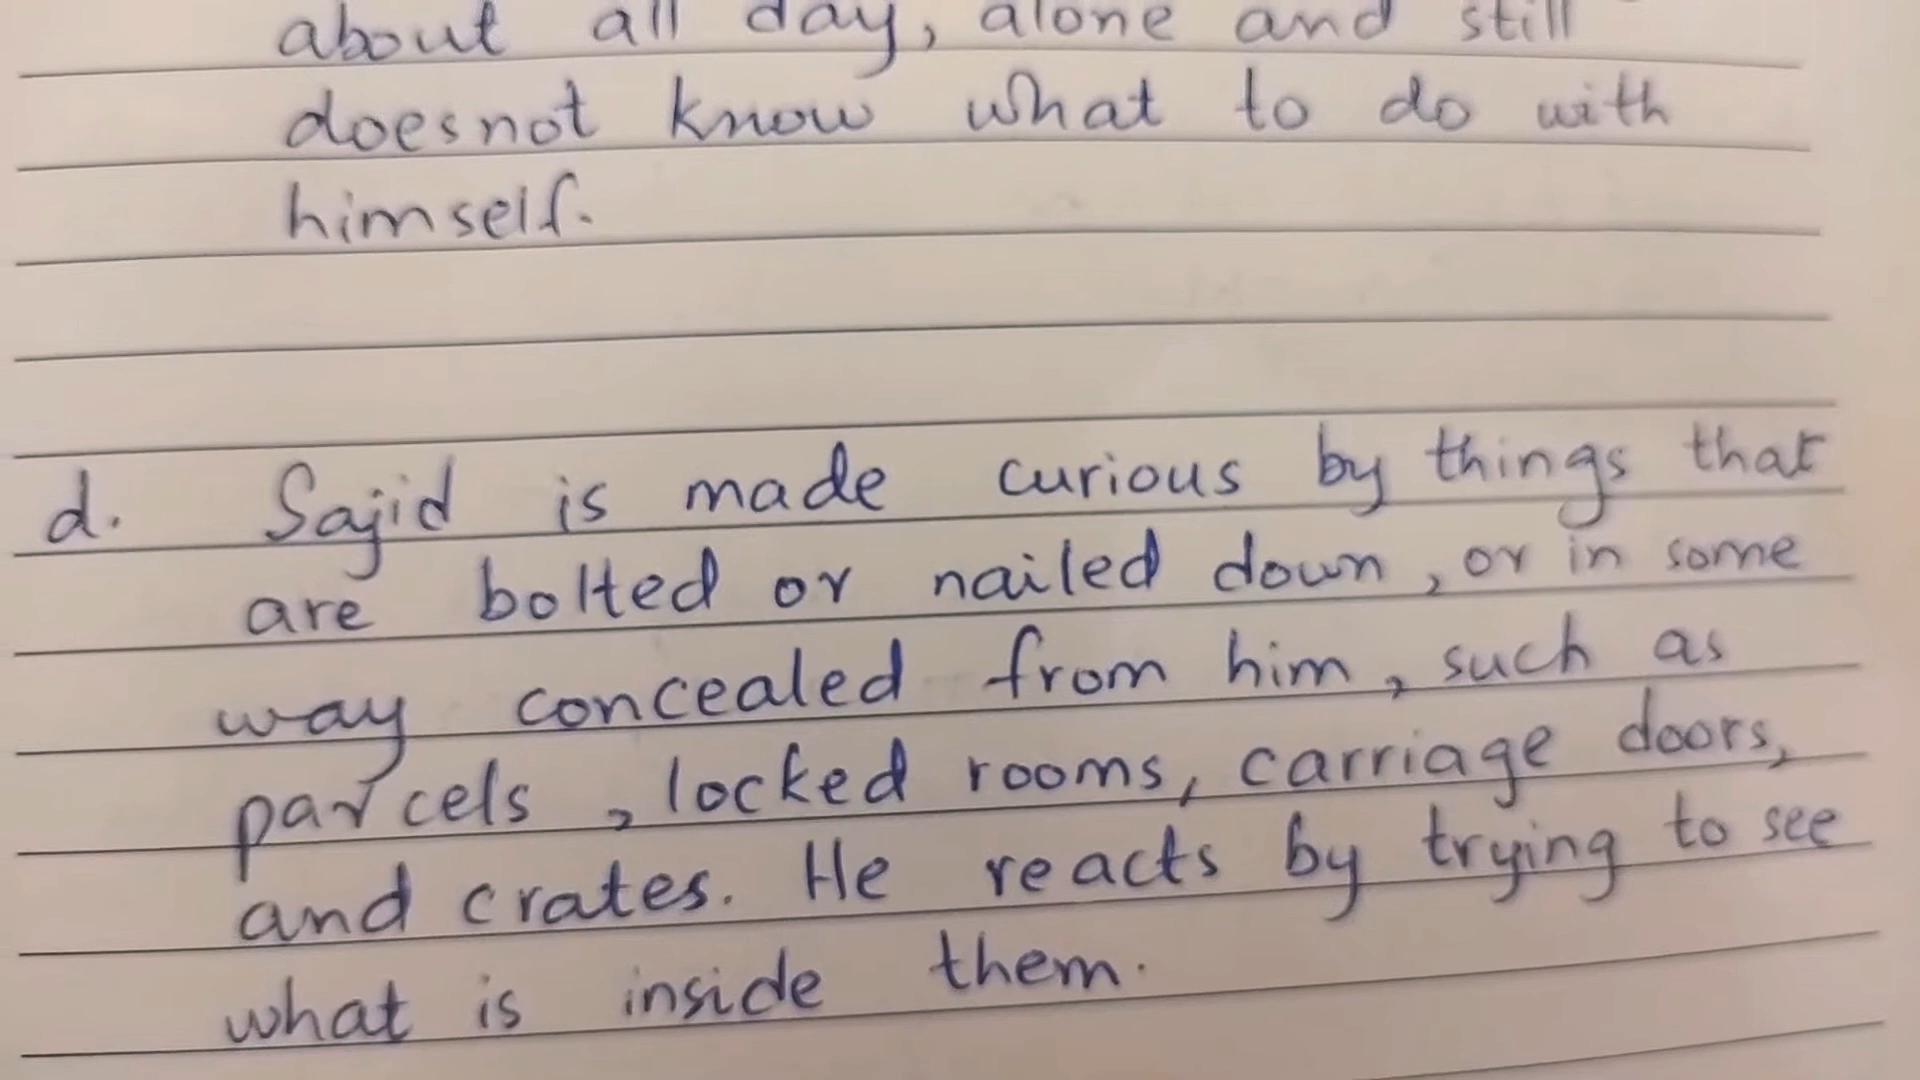 about all day, alone and still
doesnot know what to do with
himself.
d. Sajid is made curious by things that
are bolted or nailed down, or in some
way concealed from him, such as
parcels, locked rooms, carriage doors,
and crates. He reacts by trying to see
what is inside them.